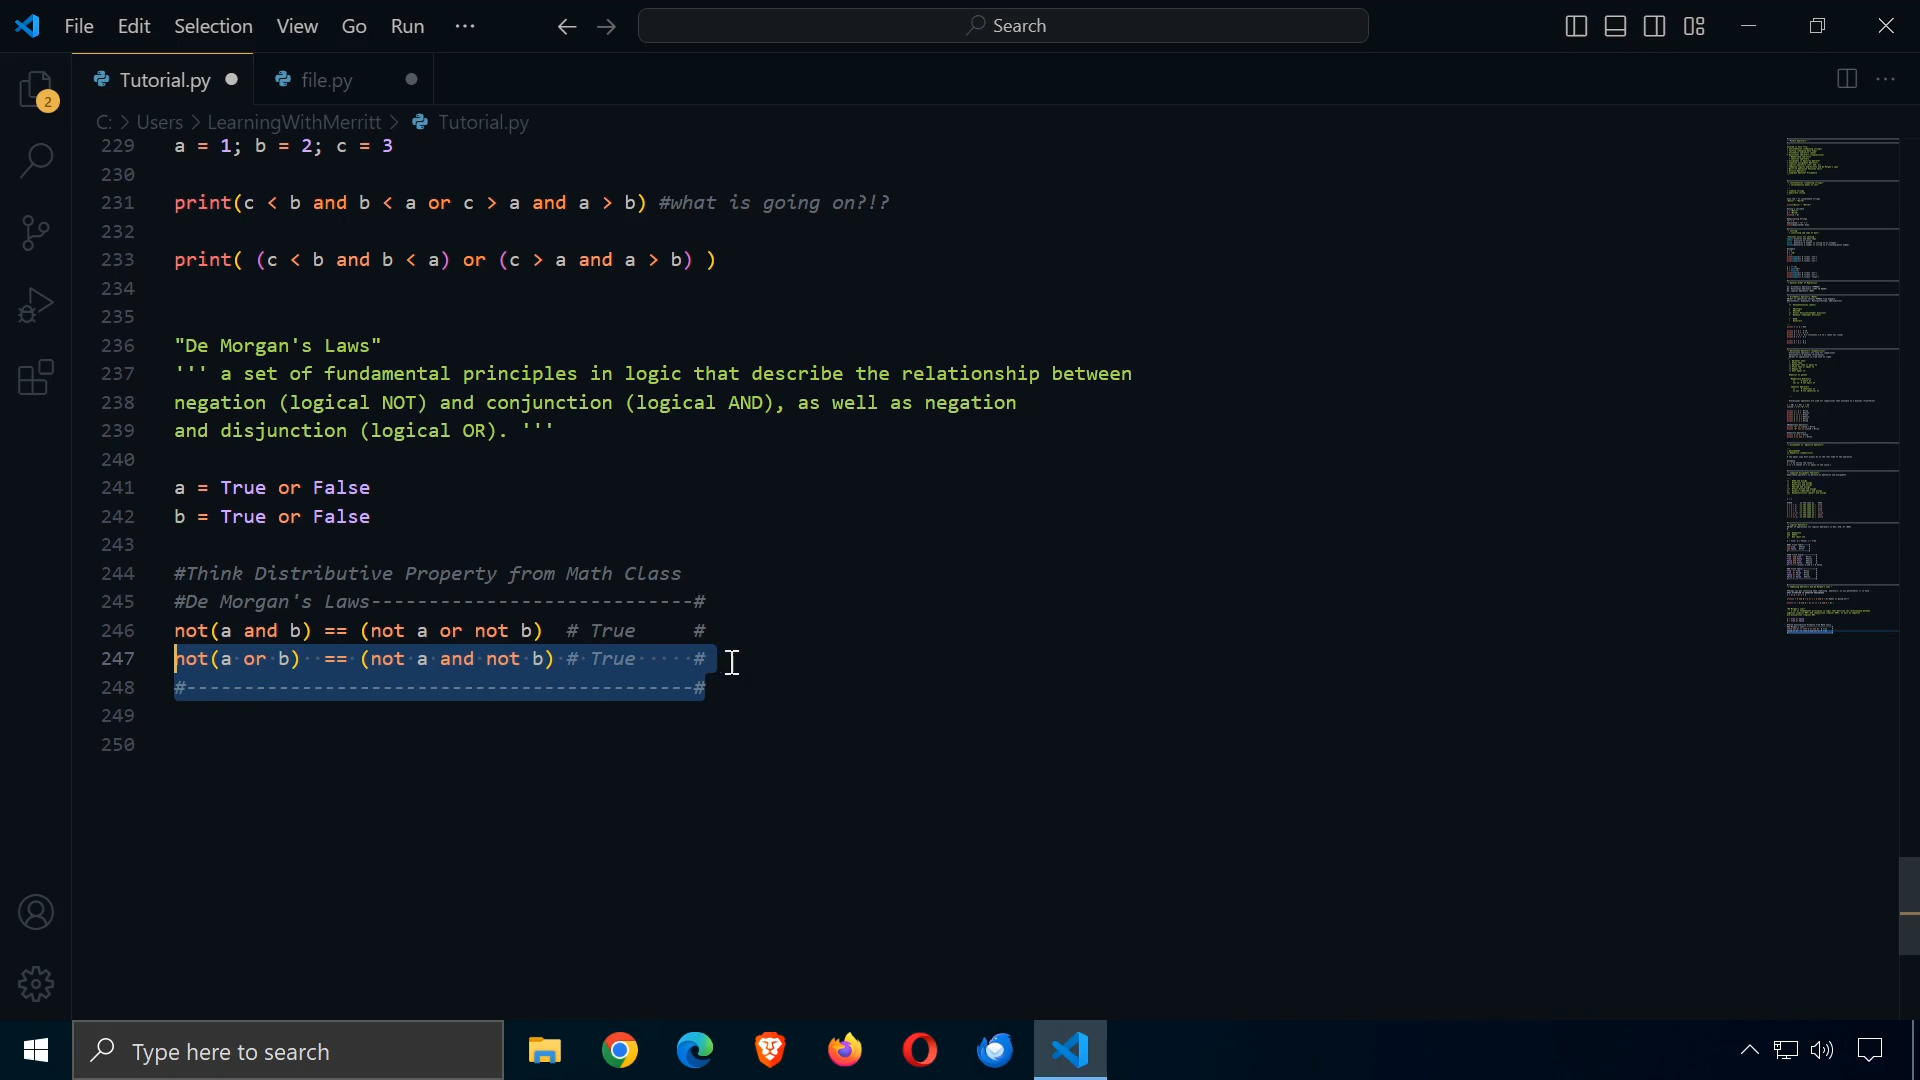 File Edit Selection View Go Run ···
Search
Tutorial.py
file.py
2
C: > Users > LearningWithMerritt > Tutorial.py
229 a = 1; b = 2; c = 3
230
231 print(c < b and b < a or c > a and a > b) #what is going on?!?
232
233 print( (c < b and b < a) or (c > a and a > b) )
234
235
236 "De Morgan's Laws"
237 ''' a set of fundamental principles in logic that describe the relationship between
238 negation (logical NOT) and conjunction (logical AND), as well as negation
239 and disjunction (logical OR). '''
240
241 a = True or False
242 b = True or False
243
244 #Think Distributive Property from Math Class
245 #De Morgan's Laws----------------------------#
246 not(a and b) == (not a or not b)  # True     #
247 not(a or b)  == (not a and not b) # True     #
248 #--------------------------------------------#
249
250
Type here to search